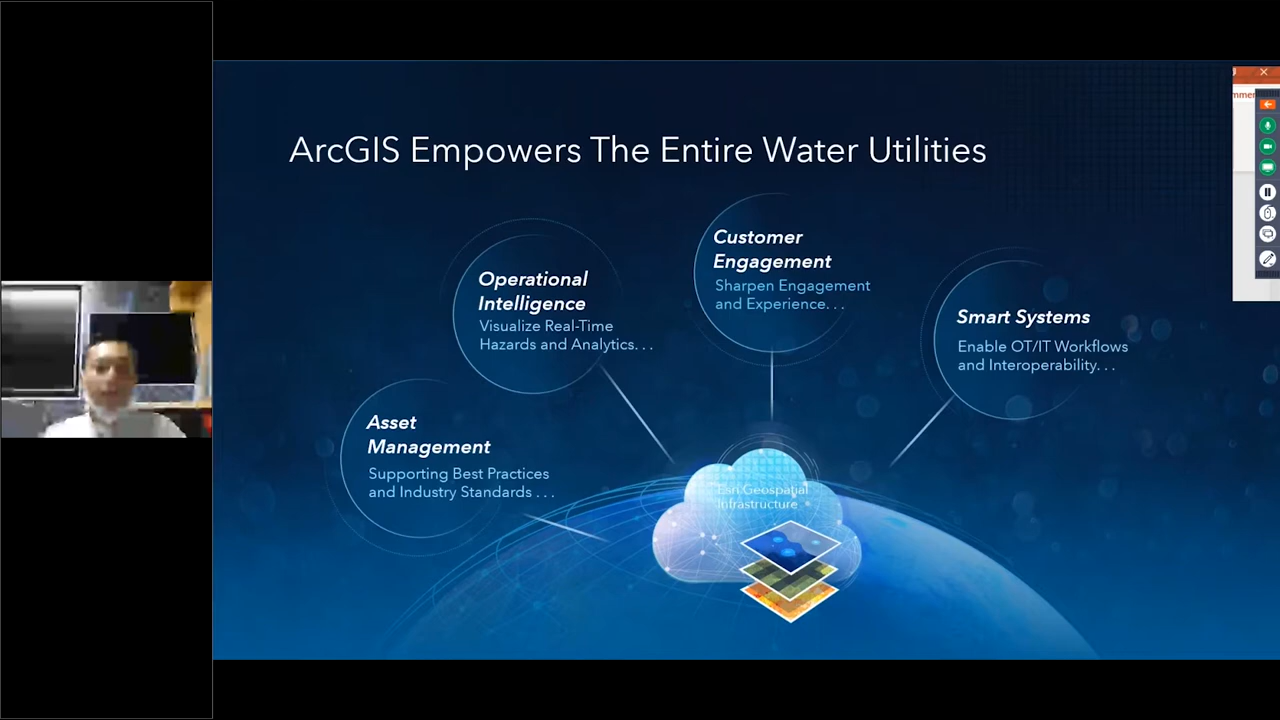 ArcGIS Empowers The Entire Water Utilities
Customer
Engagement
Sharpen Engagement
and Experience. . .
Operational
Intelligence
Visualize Real-Time
Hazards and Analytics. . .
Smart Systems
Enable OT/IT Workflows
and Interoperability. . .
Asset
Management
Supporting Best Practices
and Industry Standards . . .
Esri Geospatial
Infrastructure